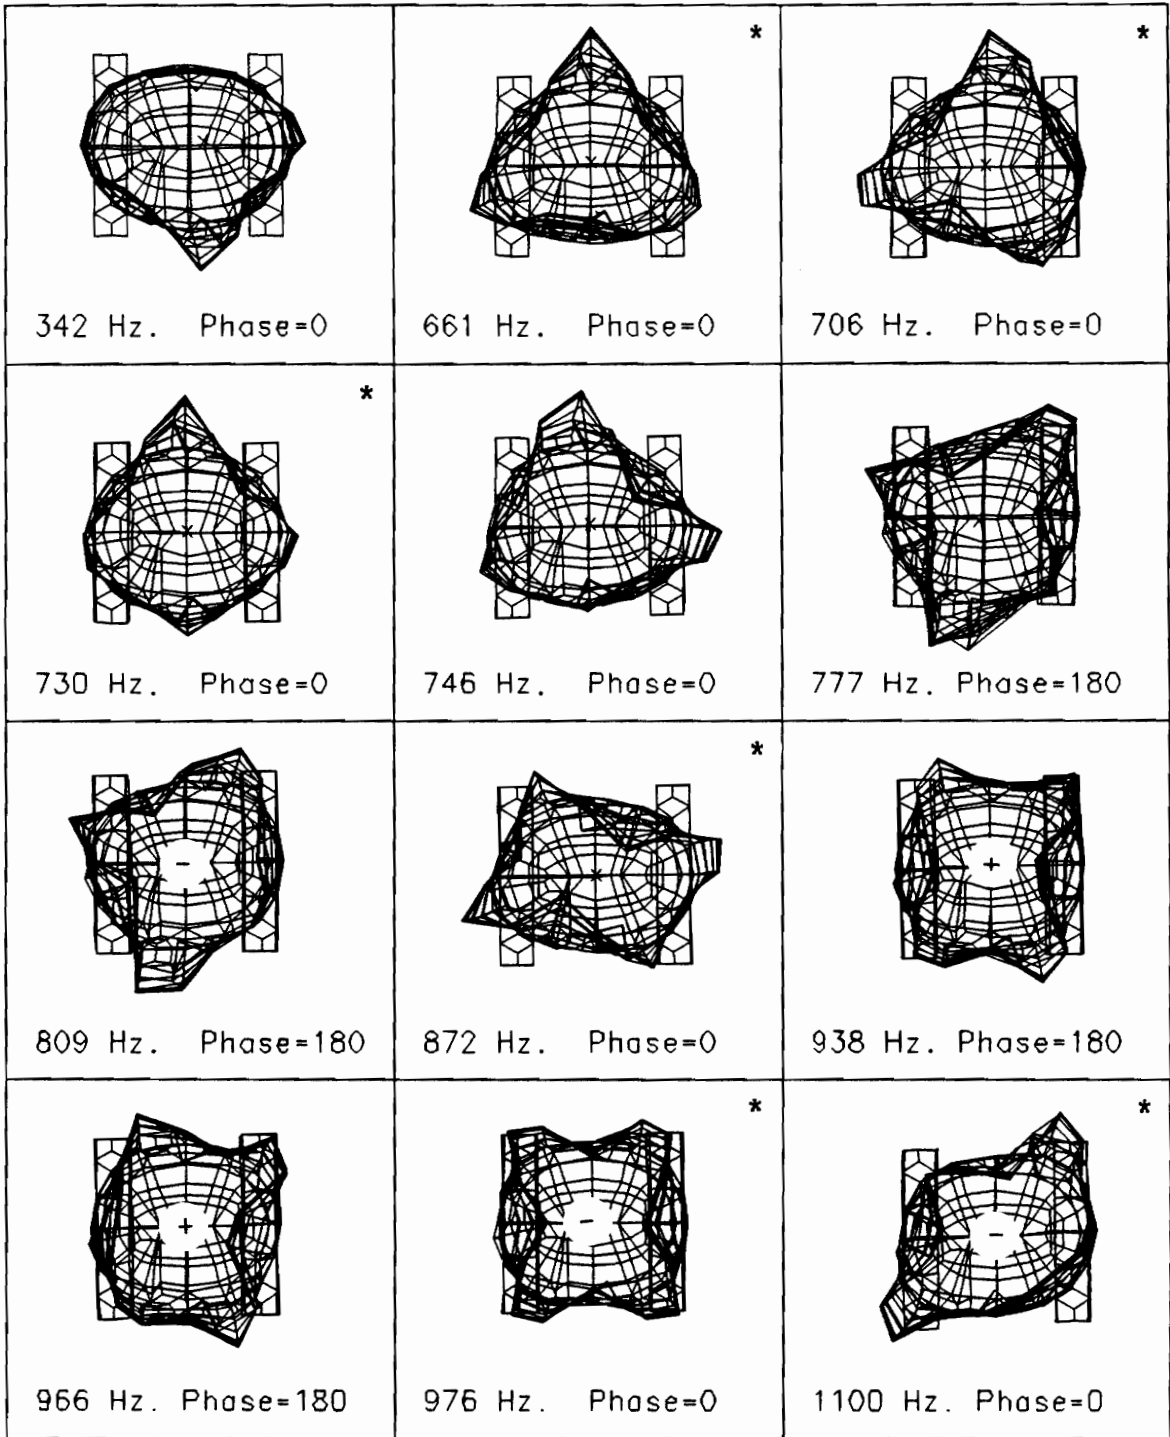 *
*
342 Hz. Phase=0
661 Hz. Phase=0
706 Hz. Phase=0
*
730 Hz. Phase=0
746 Hz. Phase=0
777 Hz. Phase=180
*
809 Hz. Phase=180
872 Hz. Phase=0
938 Hz. Phase=180
*
*
966 Hz. Phase=180
976 Hz. Phase=0
1100 Hz. Phase=0